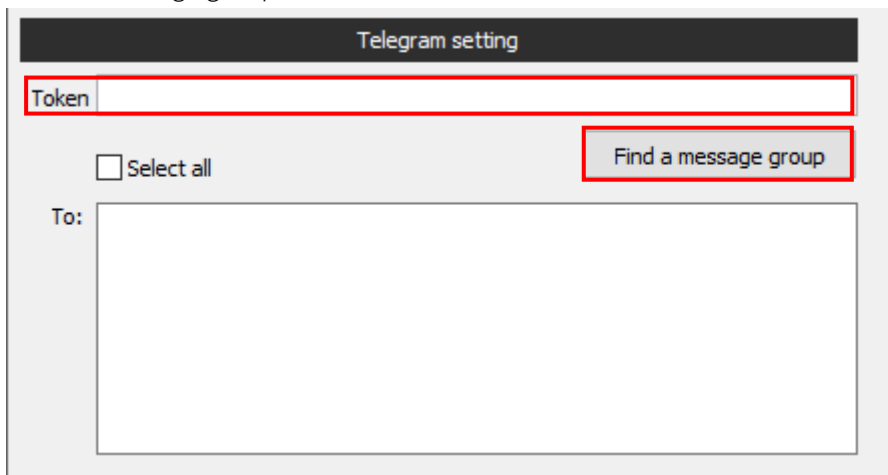 Telegram setting
Token
Select all
Find a message group
To: